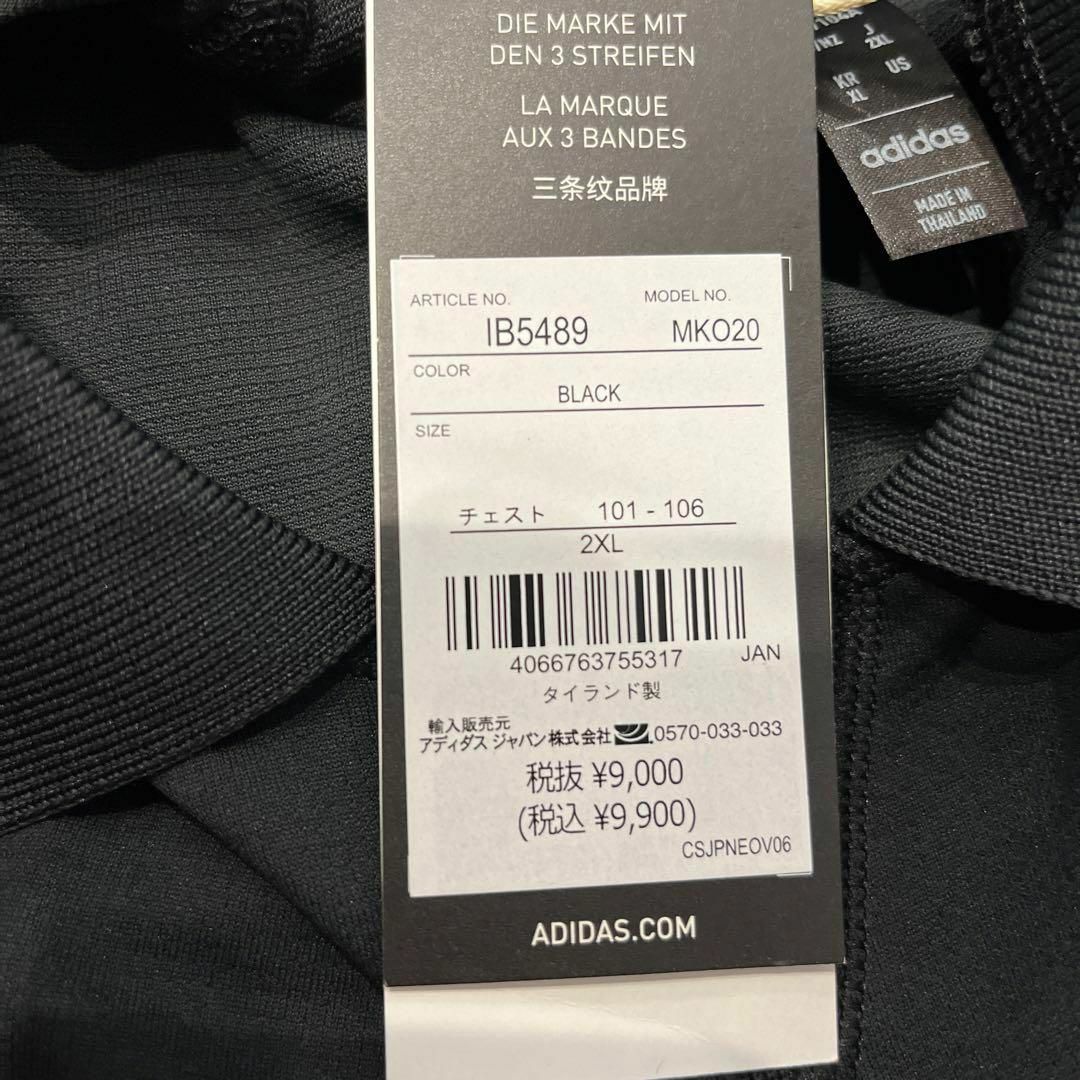 DIE MARKE MIT
DEN 3 STREIFEN
LA MARQUE
AUX 3 BANDES
三条纹品牌
ARTICLE NO. MODEL NO.
IB5489 MKO20
COLOR
BLACK
SIZE
チェスト 101 - 106
2XL
4066763755317 JAN
タイランド製
輸入販売元
アディダス ジャパン株式会社 0570-033-033
税抜 ¥9,000
(税込 ¥9,900)
CSJPNEOV06
ADIDAS.COM
J
2XL
KR US
XL
adidas
MADE IN
THAILAND